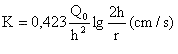 K = 0,423 Q₀/h² lg 2h/r (cm/s)